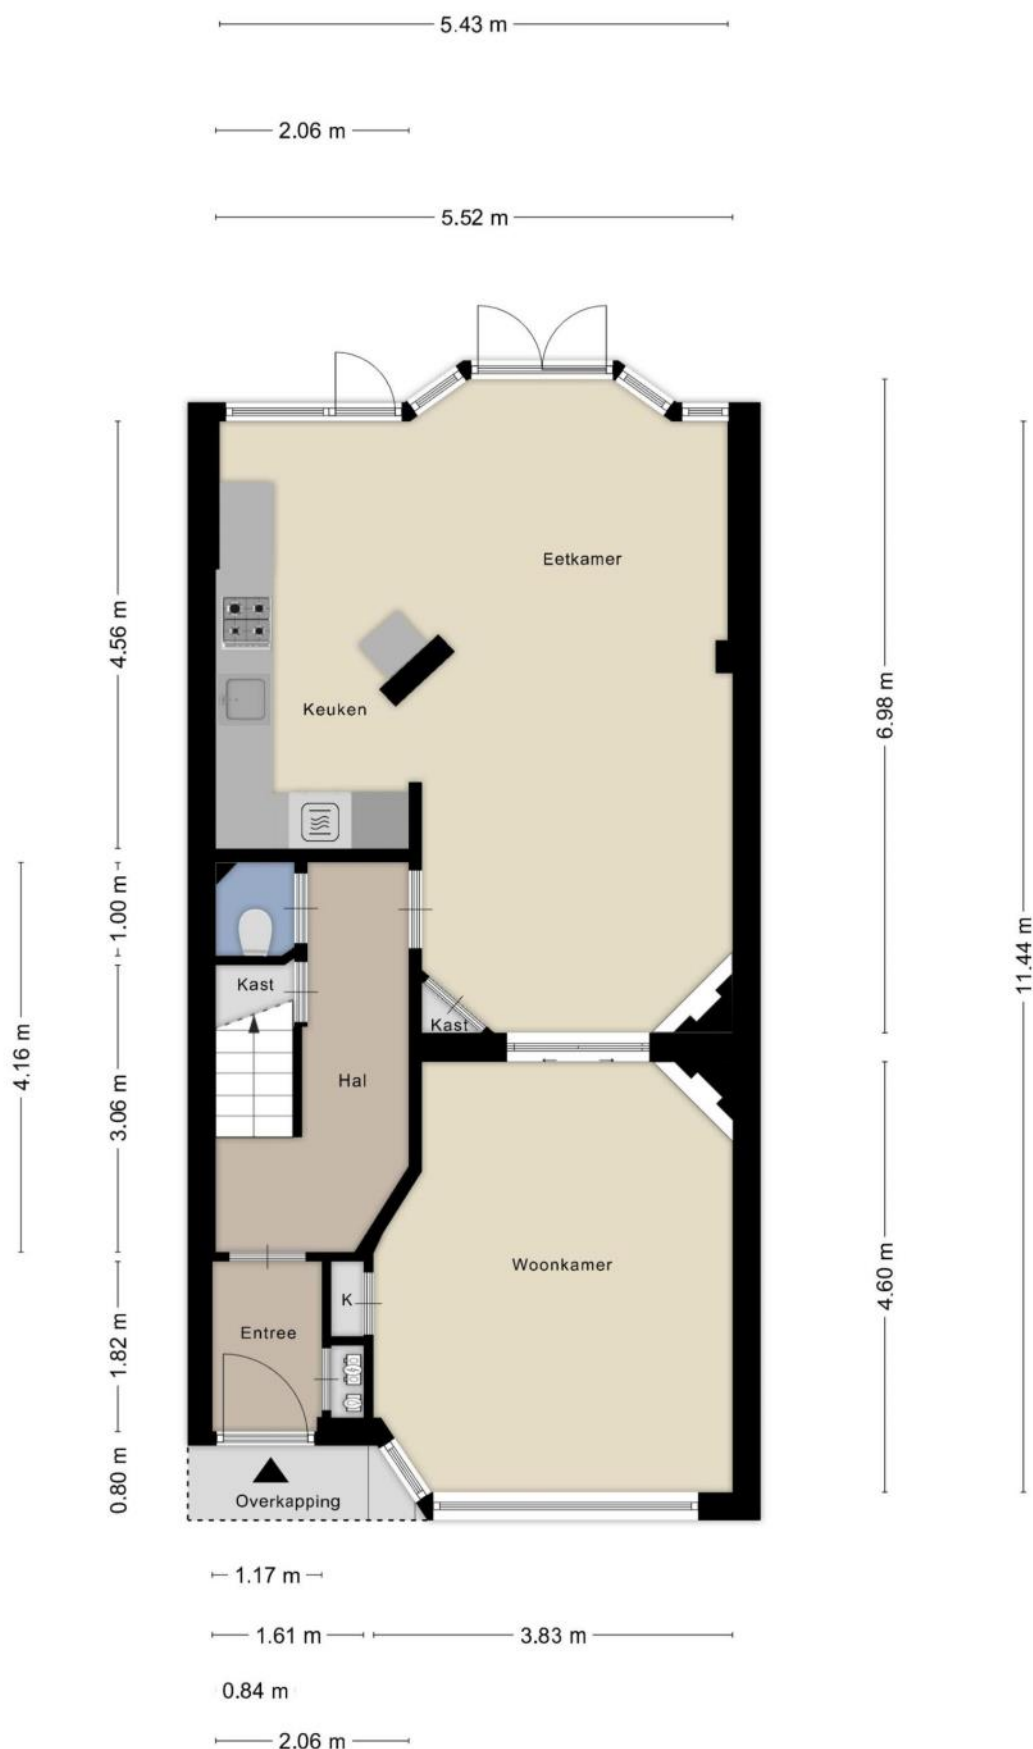 5.43 m
2.06 m
5.52 m
Eetkamer
4.56 m
6.98 m
Keuken
1.00 m
11.44 m
Kast
Kast
4.16 m
Hal
3.06 m
Woonkamer
4.60 m
K
Entree
1.82 m
0.80 m
Overkapping
1.17 m
1.61 m
3.83 m
0.84 m
2.06 m